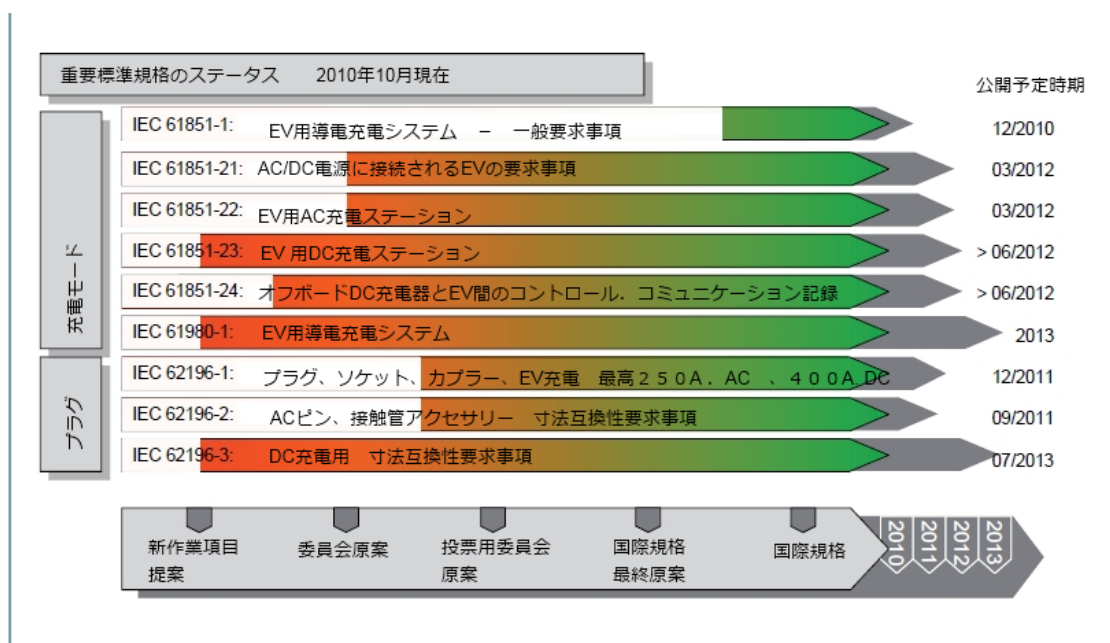 重要標準規格のステータス　　2010年10月現在
公開予定時期
充電モード
IEC 61851-1: EV用導電充電システム － 一般要求事項 12/2010
IEC 61851-21: AC/DC電源に接続されるEVの要求事項 03/2012
IEC 61851-22: EV用AC充電ステーション 03/2012
IEC 61851-23: EV 用DC充電ステーション > 06/2012
IEC 61851-24: オフボードDC充電器とEV間のコントロール．コミュニケーション記録 > 06/2012
IEC 61980-1: EV用導電充電システム 2013
プラグ
IEC 62196-1: プラグ、ソケット、カプラー、EV充電　最高２５０A．AC　、４００A.DC 12/2011
IEC 62196-2: ACピン、接触管アクセサリー　寸法互換性要求事項 09/2011
IEC 62196-3: DC充電用　寸法互換性要求事項 07/2013
新作業項目
提案
委員会原案
投票用委員会
原案
国際規格
最終原案
国際規格
2010
2011
2012
2013